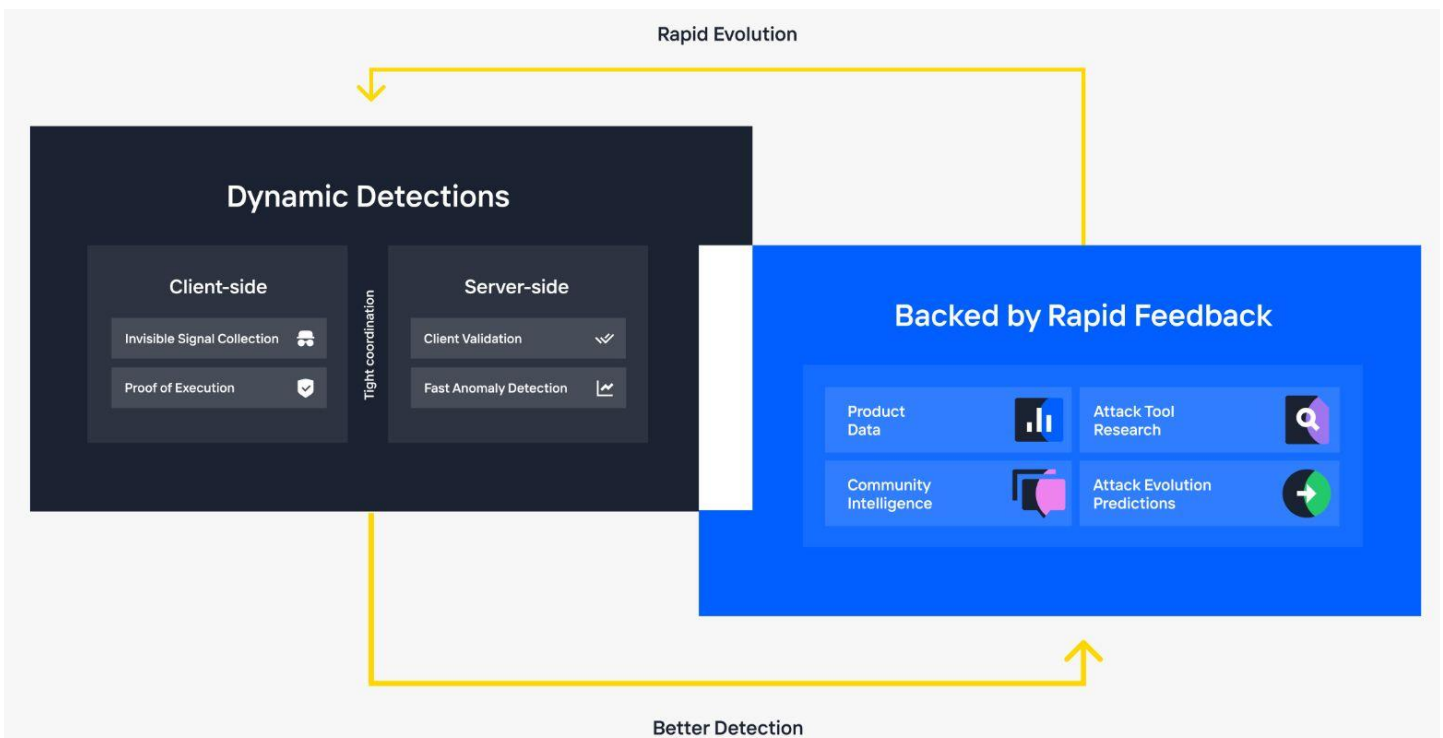 Rapid Evolution
Dynamic Detections
Client-side
Invisible Signal Collection
Proof of Execution
Tight coordination
Server-side
Client Validation
Fast Anomaly Detection
Backed by Rapid Feedback
Product
Data
Attack Tool
Research
Community
Intelligence
Attack Evolution
Predictions
Better Detection